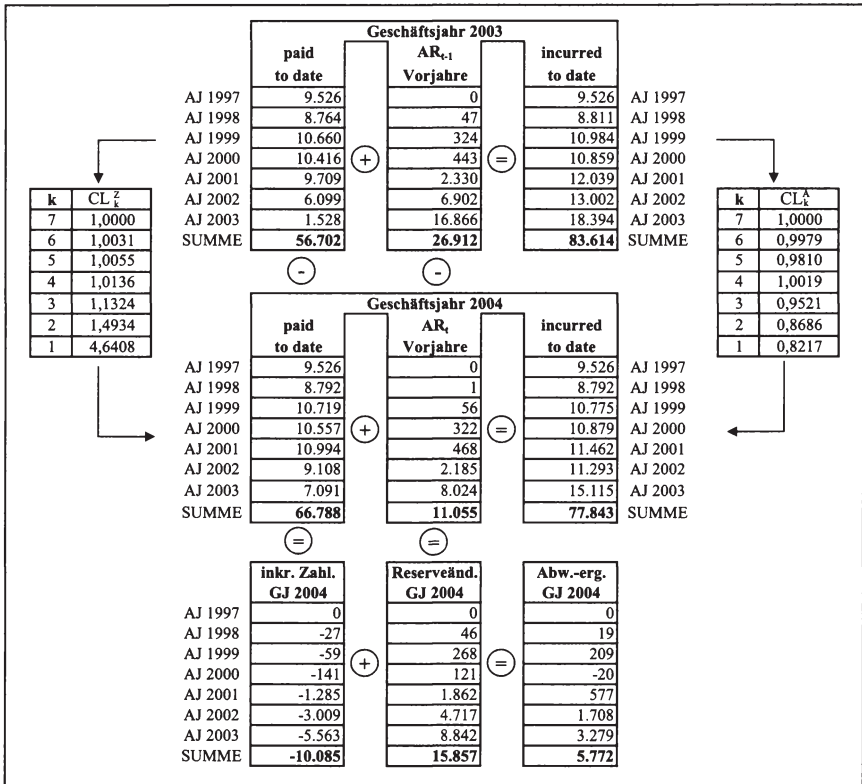 Geschäftsjahr 2003
paid AR_{t-1} incurred
to date Vorjahre to date
AJ 1997 9.526 0 9.526 AJ 1997
AJ 1998 8.764 47 8.811 AJ 1998
AJ 1999 10.660 324 10.984 AJ 1999
AJ 2000 10.416 + 443 = 10.859 AJ 2000
AJ 2001 9.709 2.330 12.039 AJ 2001
AJ 2002 6.099 6.902 13.002 AJ 2002
AJ 2003 1.528 16.866 18.394 AJ 2003
SUMME 56.702 26.912 83.614 SUMME
- -
k CL_k^Z
7 1,0000
6 1,0031
5 1,0055
4 1,0136
3 1,1324
2 1,4934
1 4,6408
k CL_k^A
7 1,0000
6 0,9979
5 0,9810
4 1,0019
3 0,9521
2 0,8686
1 0,8217
Geschäftsjahr 2004
paid AR_t incurred
to date Vorjahre to date
AJ 1997 9.526 0 9.526 AJ 1997
AJ 1998 8.792 1 8.792 AJ 1998
AJ 1999 10.719 56 10.775 AJ 1999
AJ 2000 10.557 + 322 = 10.879 AJ 2000
AJ 2001 10.994 468 11.462 AJ 2001
AJ 2002 9.108 2.185 11.293 AJ 2002
AJ 2003 7.091 8.024 15.115 AJ 2003
SUMME 66.788 11.055 77.843 SUMME
= =
inkr. Zahl. Reserveänd. Abw.-erg.
GJ 2004 GJ 2004 GJ 2004
AJ 1997 0 0 0
AJ 1998 -27 46 19
AJ 1999 -59 268 209
AJ 2000 -141 + 121 = -20
AJ 2001 -1.285 1.862 577
AJ 2002 -3.009 4.717 1.708
AJ 2003 -5.563 8.842 3.279
SUMME -10.085 15.857 5.772